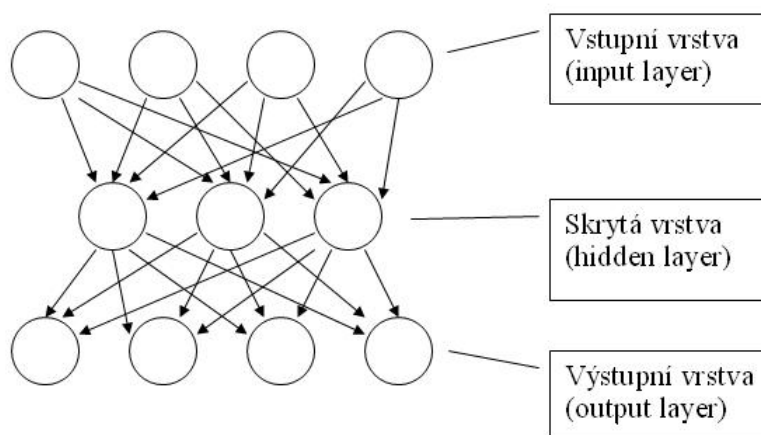 Vstupní vrstva
(input layer)
Skrytá vrstva
(hidden layer)
Výstupní vrstva
(output layer)